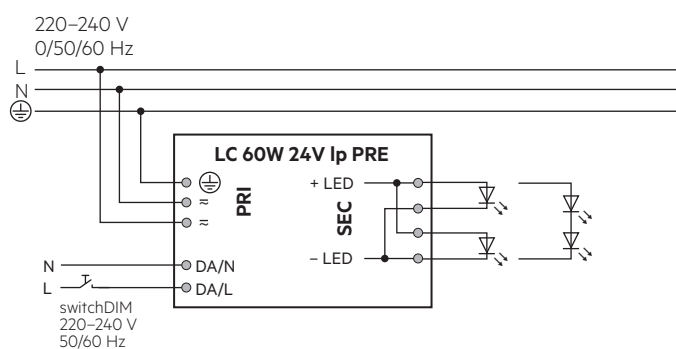 220–240 V
0/50/60 Hz
L
N
LC 60W 24V lp PRE
PRI
≂
≂
+ LED
SEC
– LED
N
DA/N
L
DA/L
switchDIM
220–240 V
50/60 Hz